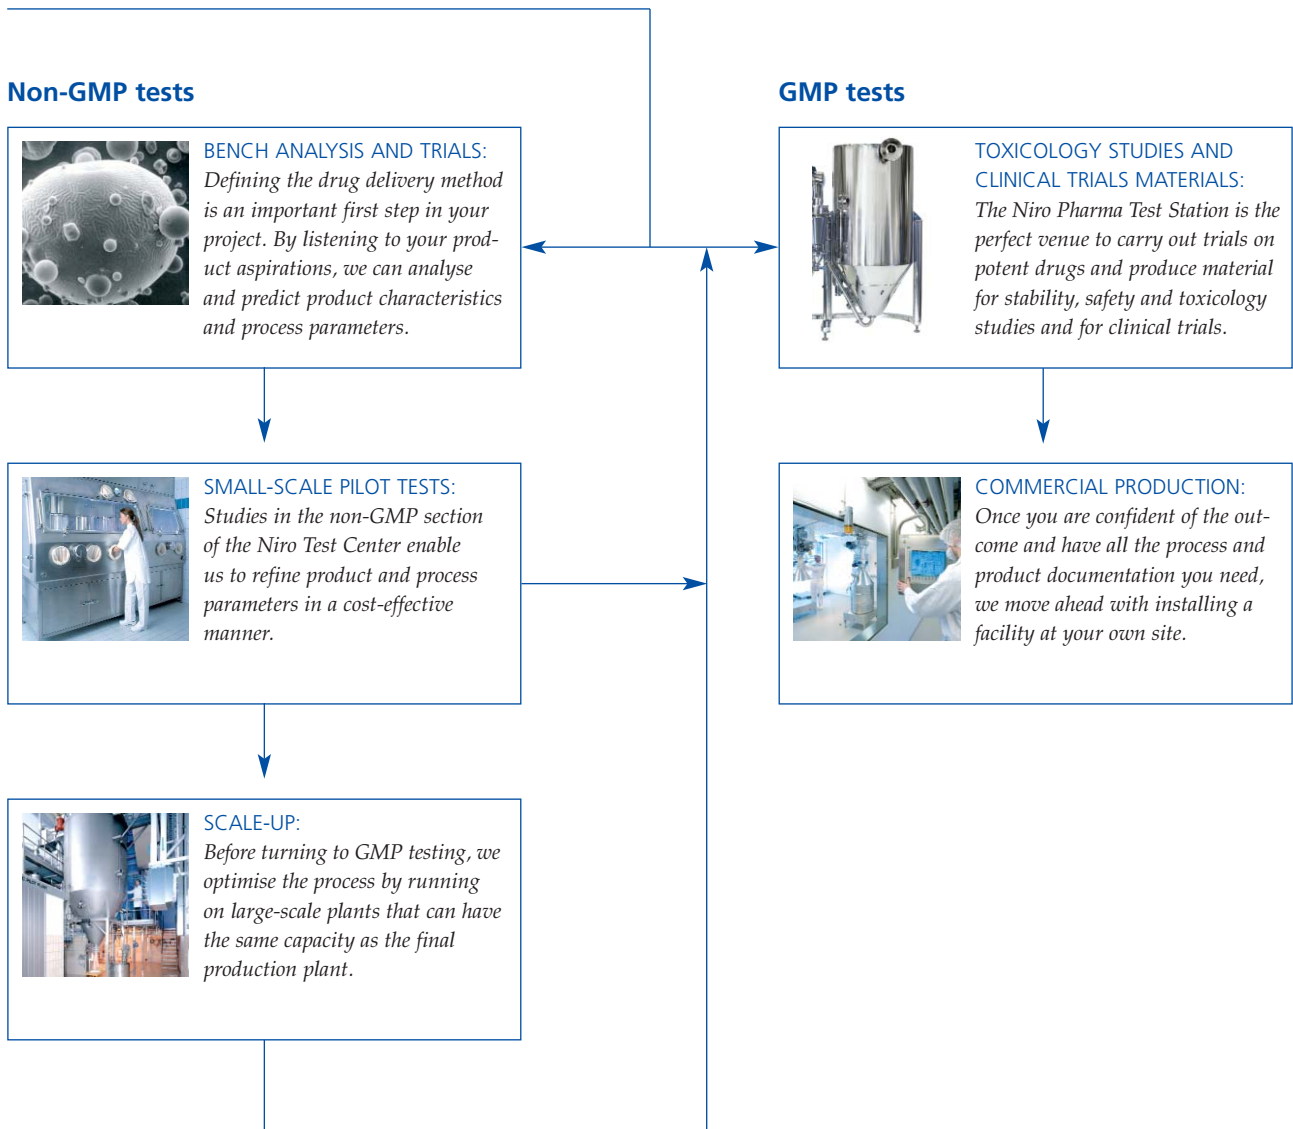 Non-GMP tests
BENCH ANALYSIS AND TRIALS:
Defining the drug delivery method
is an important first step in your
project. By listening to your prod-
uct aspirations, we can analyse
and predict product characteristics
and process parameters.
SMALL-SCALE PILOT TESTS:
Studies in the non-GMP section
of the Niro Test Center enable
us to refine product and process
parameters in a cost-effective
manner.
SCALE-UP:
Before turning to GMP testing, we
optimise the process by running
on large-scale plants that can have
the same capacity as the final
production plant.
GMP tests
TOXICOLOGY STUDIES AND
CLINICAL TRIALS MATERIALS:
The Niro Pharma Test Station is the
perfect venue to carry out trials on
potent drugs and produce material
for stability, safety and toxicology
studies and for clinical trials.
COMMERCIAL PRODUCTION:
Once you are confident of the out-
come and have all the process and
product documentation you need,
we move ahead with installing a
facility at your own site.